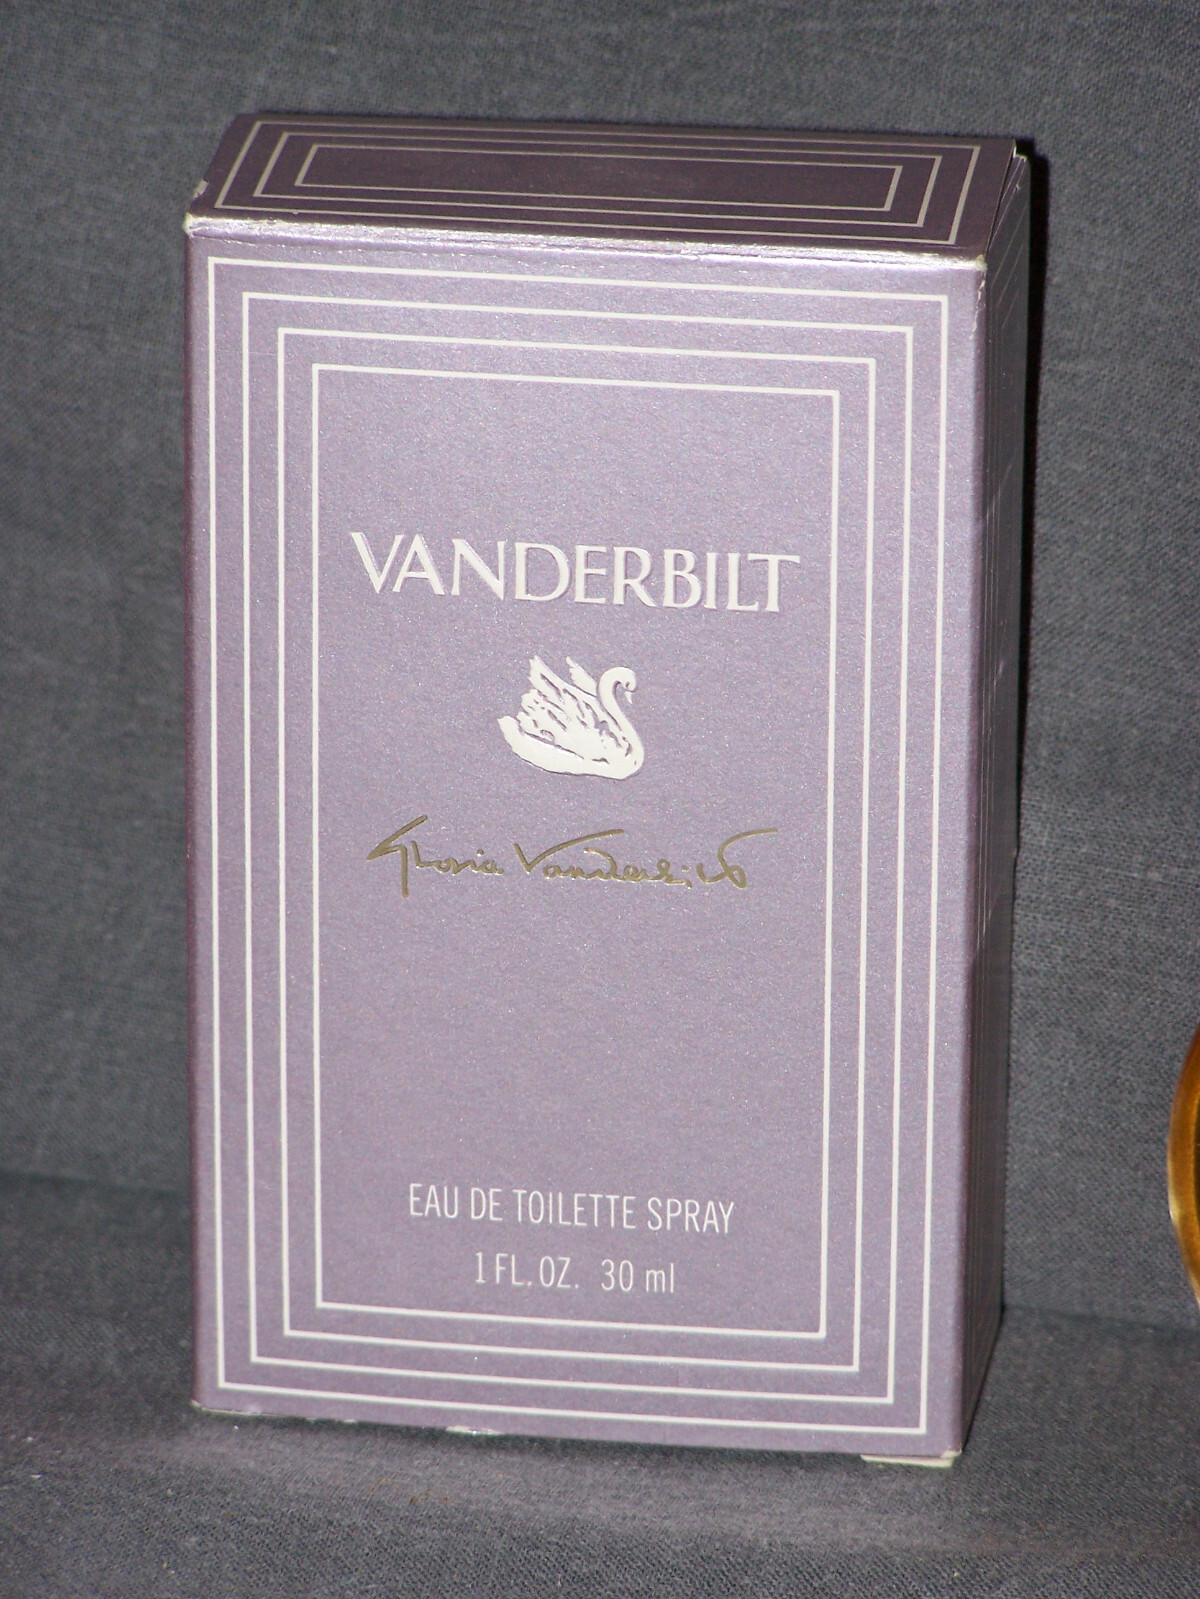 VANDERBILT
Gloria Vanderbilt
EAU DE TOILETTE SPRAY
1 FL. OZ. 30 ml